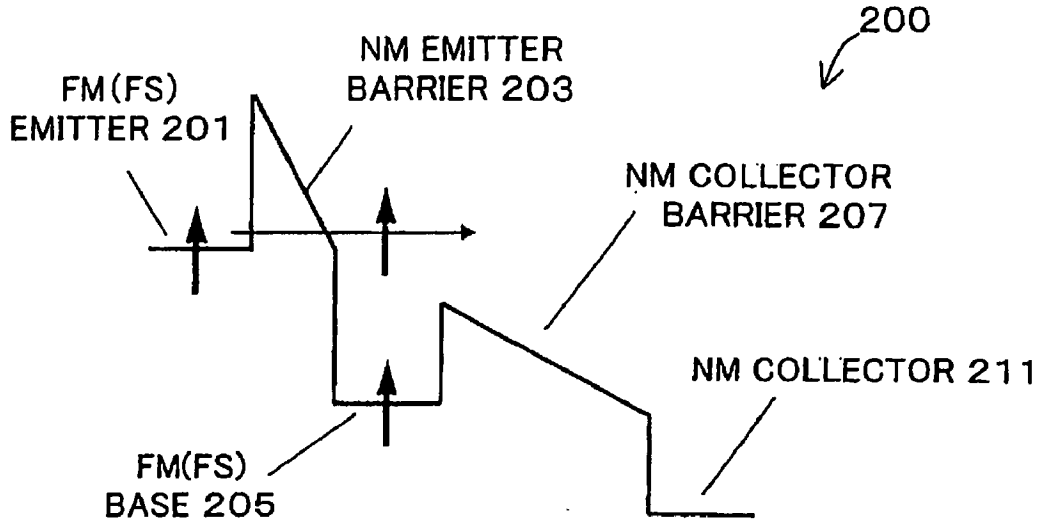 200
NM EMITTER
BARRIER 203
FM(FS)
EMITTER 201
NM COLLECTOR
BARRIER 207
NM COLLECTOR 211
FM(FS)
BASE 205